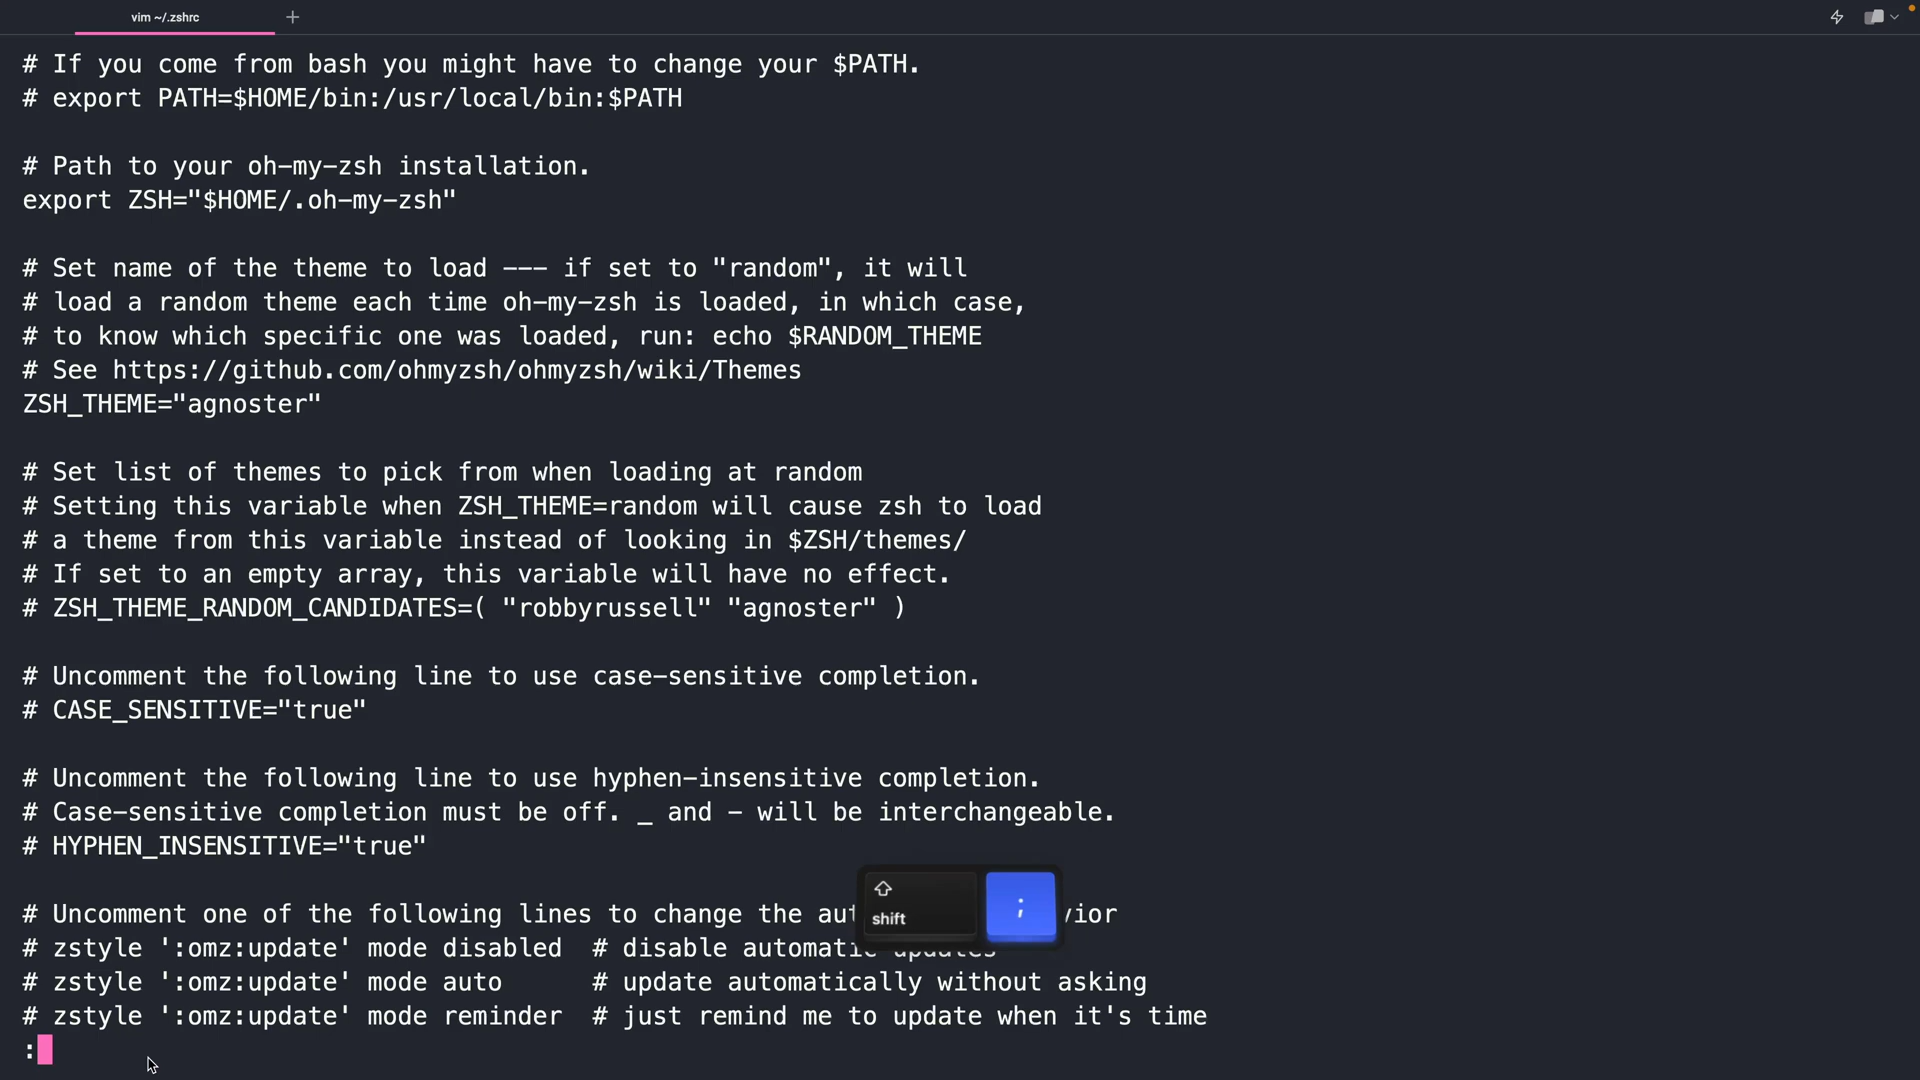 vim ~/.zshrc
# If you come from bash you might have to change your $PATH.
# export PATH=$HOME/bin:/usr/local/bin:$PATH
# Path to your oh-my-zsh installation.
export ZSH="$HOME/.oh-my-zsh"
# Set name of the theme to load --- if set to "random", it will
# load a random theme each time oh-my-zsh is loaded, in which case,
# to know which specific one was loaded, run: echo $RANDOM_THEME
# See https://github.com/ohmyzsh/ohmyzsh/wiki/Themes
ZSH_THEME="agnoster"
# Set list of themes to pick from when loading at random
# Setting this variable when ZSH_THEME=random will cause zsh to load
# a theme from this variable instead of looking in $ZSH/themes/
# If set to an empty array, this variable will have no effect.
# ZSH_THEME_RANDOM_CANDIDATES=( "robbyrussell" "agnoster" )
# Uncomment the following line to use case-sensitive completion.
# CASE_SENSITIVE="true"
# Uncomment the following line to use hyphen-insensitive completion.
# Case-sensitive completion must be off. _ and - will be interchangeable.
# HYPHEN_INSENSITIVE="true"
# Uncomment one of the following lines to change the
# zstyle ':omz:update' mode disabled  # disable automatic updates
# zstyle ':omz:update' mode auto      # update automatically without asking
# zstyle ':omz:update' mode reminder  # just remind me to update when it's time
:
shift
;